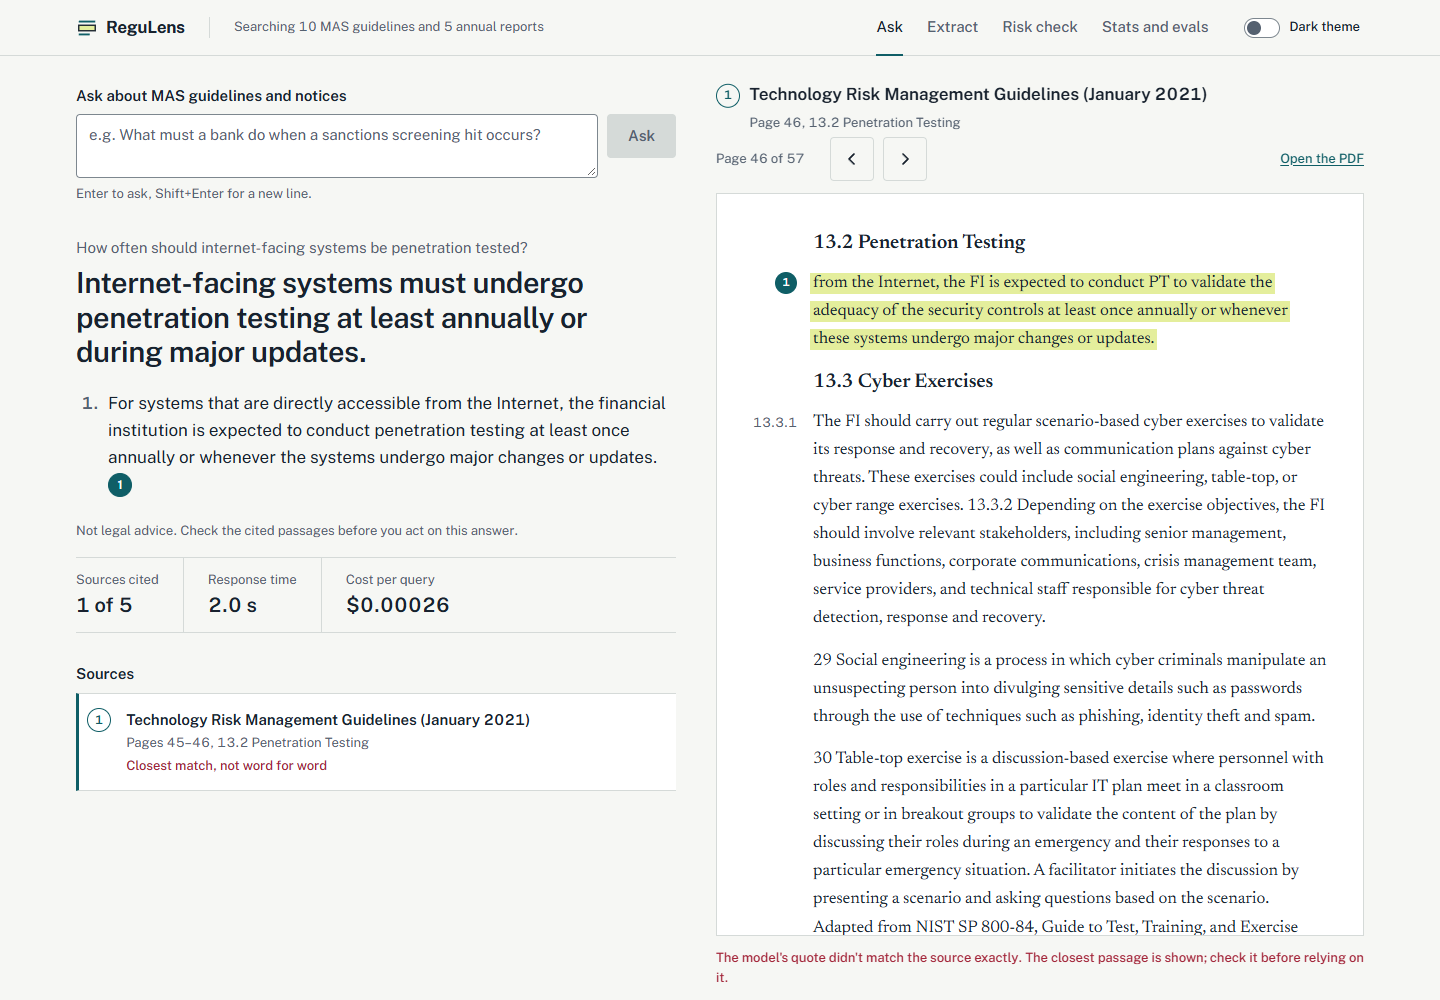 ReguLens
Searching 10 MAS guidelines and 5 annual reports
Ask
Extract
Risk check
Stats and evals
Dark theme
Ask about MAS guidelines and notices
e.g. What must a bank do when a sanctions screening hit occurs?
Ask
Enter to ask, Shift+Enter for a new line.
How often should internet-facing systems be penetration tested?
Internet-facing systems must undergo
penetration testing at least annually or
during major updates.
1. For systems that are directly accessible from the Internet, the financial
institution is expected to conduct penetration testing at least once
annually or whenever the systems undergo major changes or updates.
1
Not legal advice. Check the cited passages before you act on this answer.
Sources cited
1 of 5
Response time
2.0 s
Cost per query
$0.00026
Sources
1
Technology Risk Management Guidelines (January 2021)
Pages 45–46, 13.2 Penetration Testing
Closest match, not word for word
1
Technology Risk Management Guidelines (January 2021)
Page 46, 13.2 Penetration Testing
Page 46 of 57
Open the PDF
13.2 Penetration Testing
1
from the Internet, the FI is expected to conduct PT to validate the
adequacy of the security controls at least once annually or whenever
these systems undergo major changes or updates.
13.3 Cyber Exercises
13.3.1 The FI should carry out regular scenario-based cyber exercises to validate
its response and recovery, as well as communication plans against cyber
threats. These exercises could include social engineering, table-top, or
cyber range exercises. 13.3.2 Depending on the exercise objectives, the FI
should involve relevant stakeholders, including senior management,
business functions, corporate communications, crisis management team,
service providers, and technical staff responsible for cyber threat
detection, response and recovery.
29 Social engineering is a process in which cyber criminals manipulate an
unsuspecting person into divulging sensitive details such as passwords
through the use of techniques such as phishing, identity theft and spam.
30 Table-top exercise is a discussion-based exercise where personnel with
roles and responsibilities in a particular IT plan meet in a classroom
setting or in breakout groups to validate the content of the plan by
discussing their roles during an emergency and their responses to a
particular emergency situation. A facilitator initiates the discussion by
presenting a scenario and asking questions based on the scenario.
Adapted from NIST SP 800-84, Guide to Test, Training, and Exercise
The model's quote didn't match the source exactly. The closest passage is shown; check it before relying on
it.